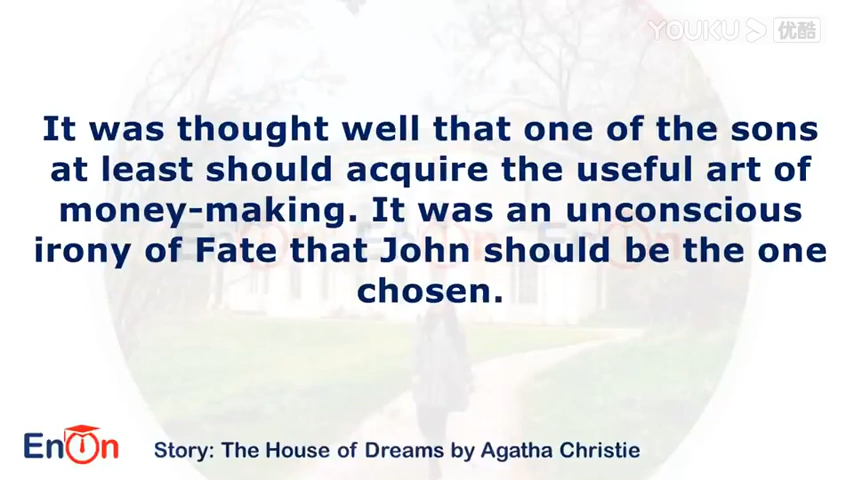 YOUKU 优酷
It was thought well that one of the sons
at least should acquire the useful art of
money-making. It was an unconscious
irony of Fate that John should be the one
chosen.
EnOn
Story: The House of Dreams by Agatha Christie